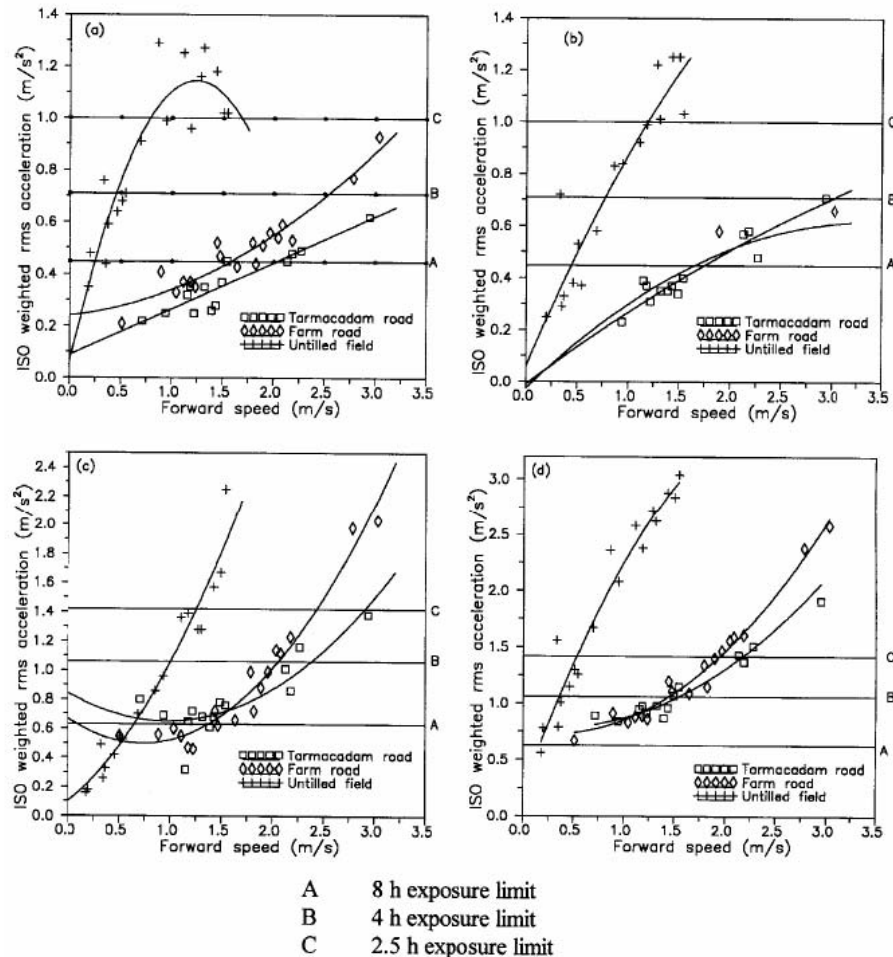 (a)
ISO weighted rms acceleration (m/s²)
1.4
1.2
1.0
0.8
0.6
0.4
0.2
0.0
C
B
A
□□□□□ Tarmacadam road
◊◊◊◊◊ Farm road
+++++ Untilled field
0.0 0.5 1.0 1.5 2.0 2.5 3.0 3.5
Forward speed (m/s)
(b)
ISO weighted rms acceleration (m/s²)
1.4
1.2
1.0
0.8
0.6
0.4
0.2
-0.0
C
B
A
□□□□□ Tarmacadam road
◊◊◊◊◊ Farm road
+++++ Untilled field
0.0 0.5 1.0 1.5 2.0 2.5 3.0 3.5
Forward speed (m/s)
(c)
ISO weighted rms acceleration (m/s²)
2.4
2.2
2.0
1.8
1.6
1.4
1.2
1.0
0.8
0.6
0.4
0.2
0.0
C
B
A
□□□□□ Tarmacadam road
◊◊◊◊◊ Farm road
+++++ Untilled field
0.0 0.5 1.0 1.5 2.0 2.5 3.0 3.5
Forward speed (m/s)
(d)
ISO weighted rms acceleration (m/s²)
3.0
2.5
2.0
1.5
1.0
0.5
0.0
C
B
A
□□□□□ Tarmacadam road
◊◊◊◊◊ Farm road
+++++ Untilled field
0.0 0.5 1.0 1.5 2.0 2.5 3.0 3.5
Forward speed (m/s)
A 8 h exposure limit
B 4 h exposure limit
C 2.5 h exposure limit